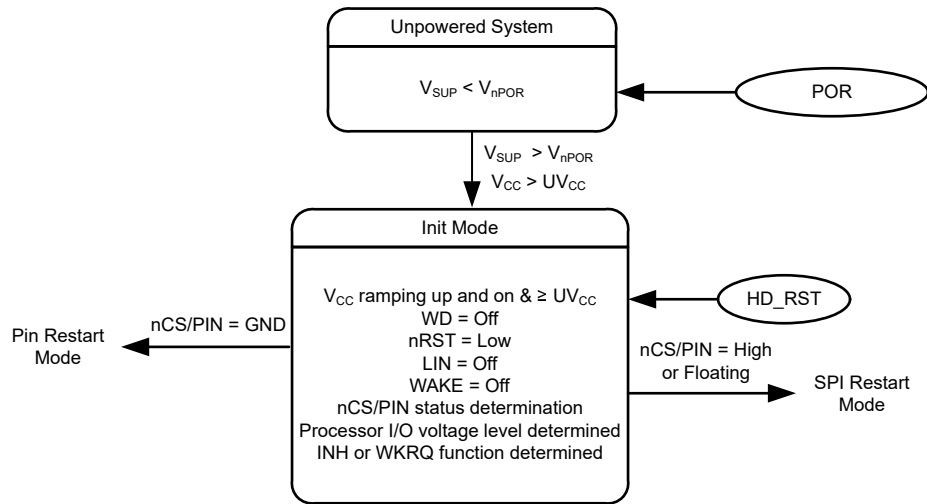 Unpowered System
V_SUP < V_nPOR
POR
V_SUP > V_nPOR
V_CC > UV_CC
Init Mode
V_CC ramping up and on & ≥ UV_CC
WD = Off
nRST = Low
LIN = Off
WAKE = Off
nCS/PIN status determination
Processor I/O voltage level determined
INH or WKRQ function determined
HD_RST
nCS/PIN = GND
Pin Restart
Mode
nCS/PIN = High
or Floating
SPI Restart
Mode